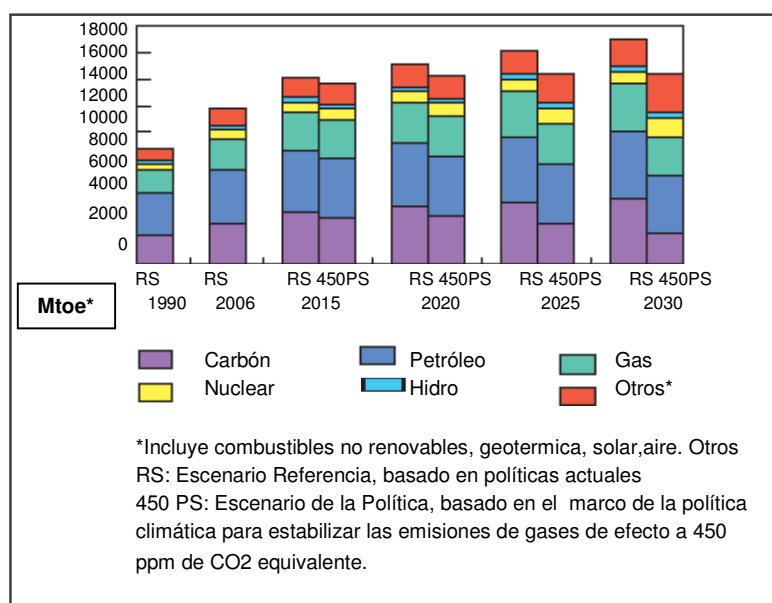 18000
16000
14000
12000
10000
8000
6000
4000
2000
0
RS RS RS 450PS RS 450PS RS 450PS RS 450PS
1990 2006 2015 2020 2025 2030
Mtoe*
Carbón Petróleo Gas
Nuclear Hidro Otros*
*Incluye combustibles no renovables, geotermica, solar,aire. Otros
RS: Escenario Referencia, basado en políticas actuales
450 PS: Escenario de la Política, basado en el marco de la política
climática para estabilizar las emisiones de gases de efecto a 450
ppm de CO2 equivalente.